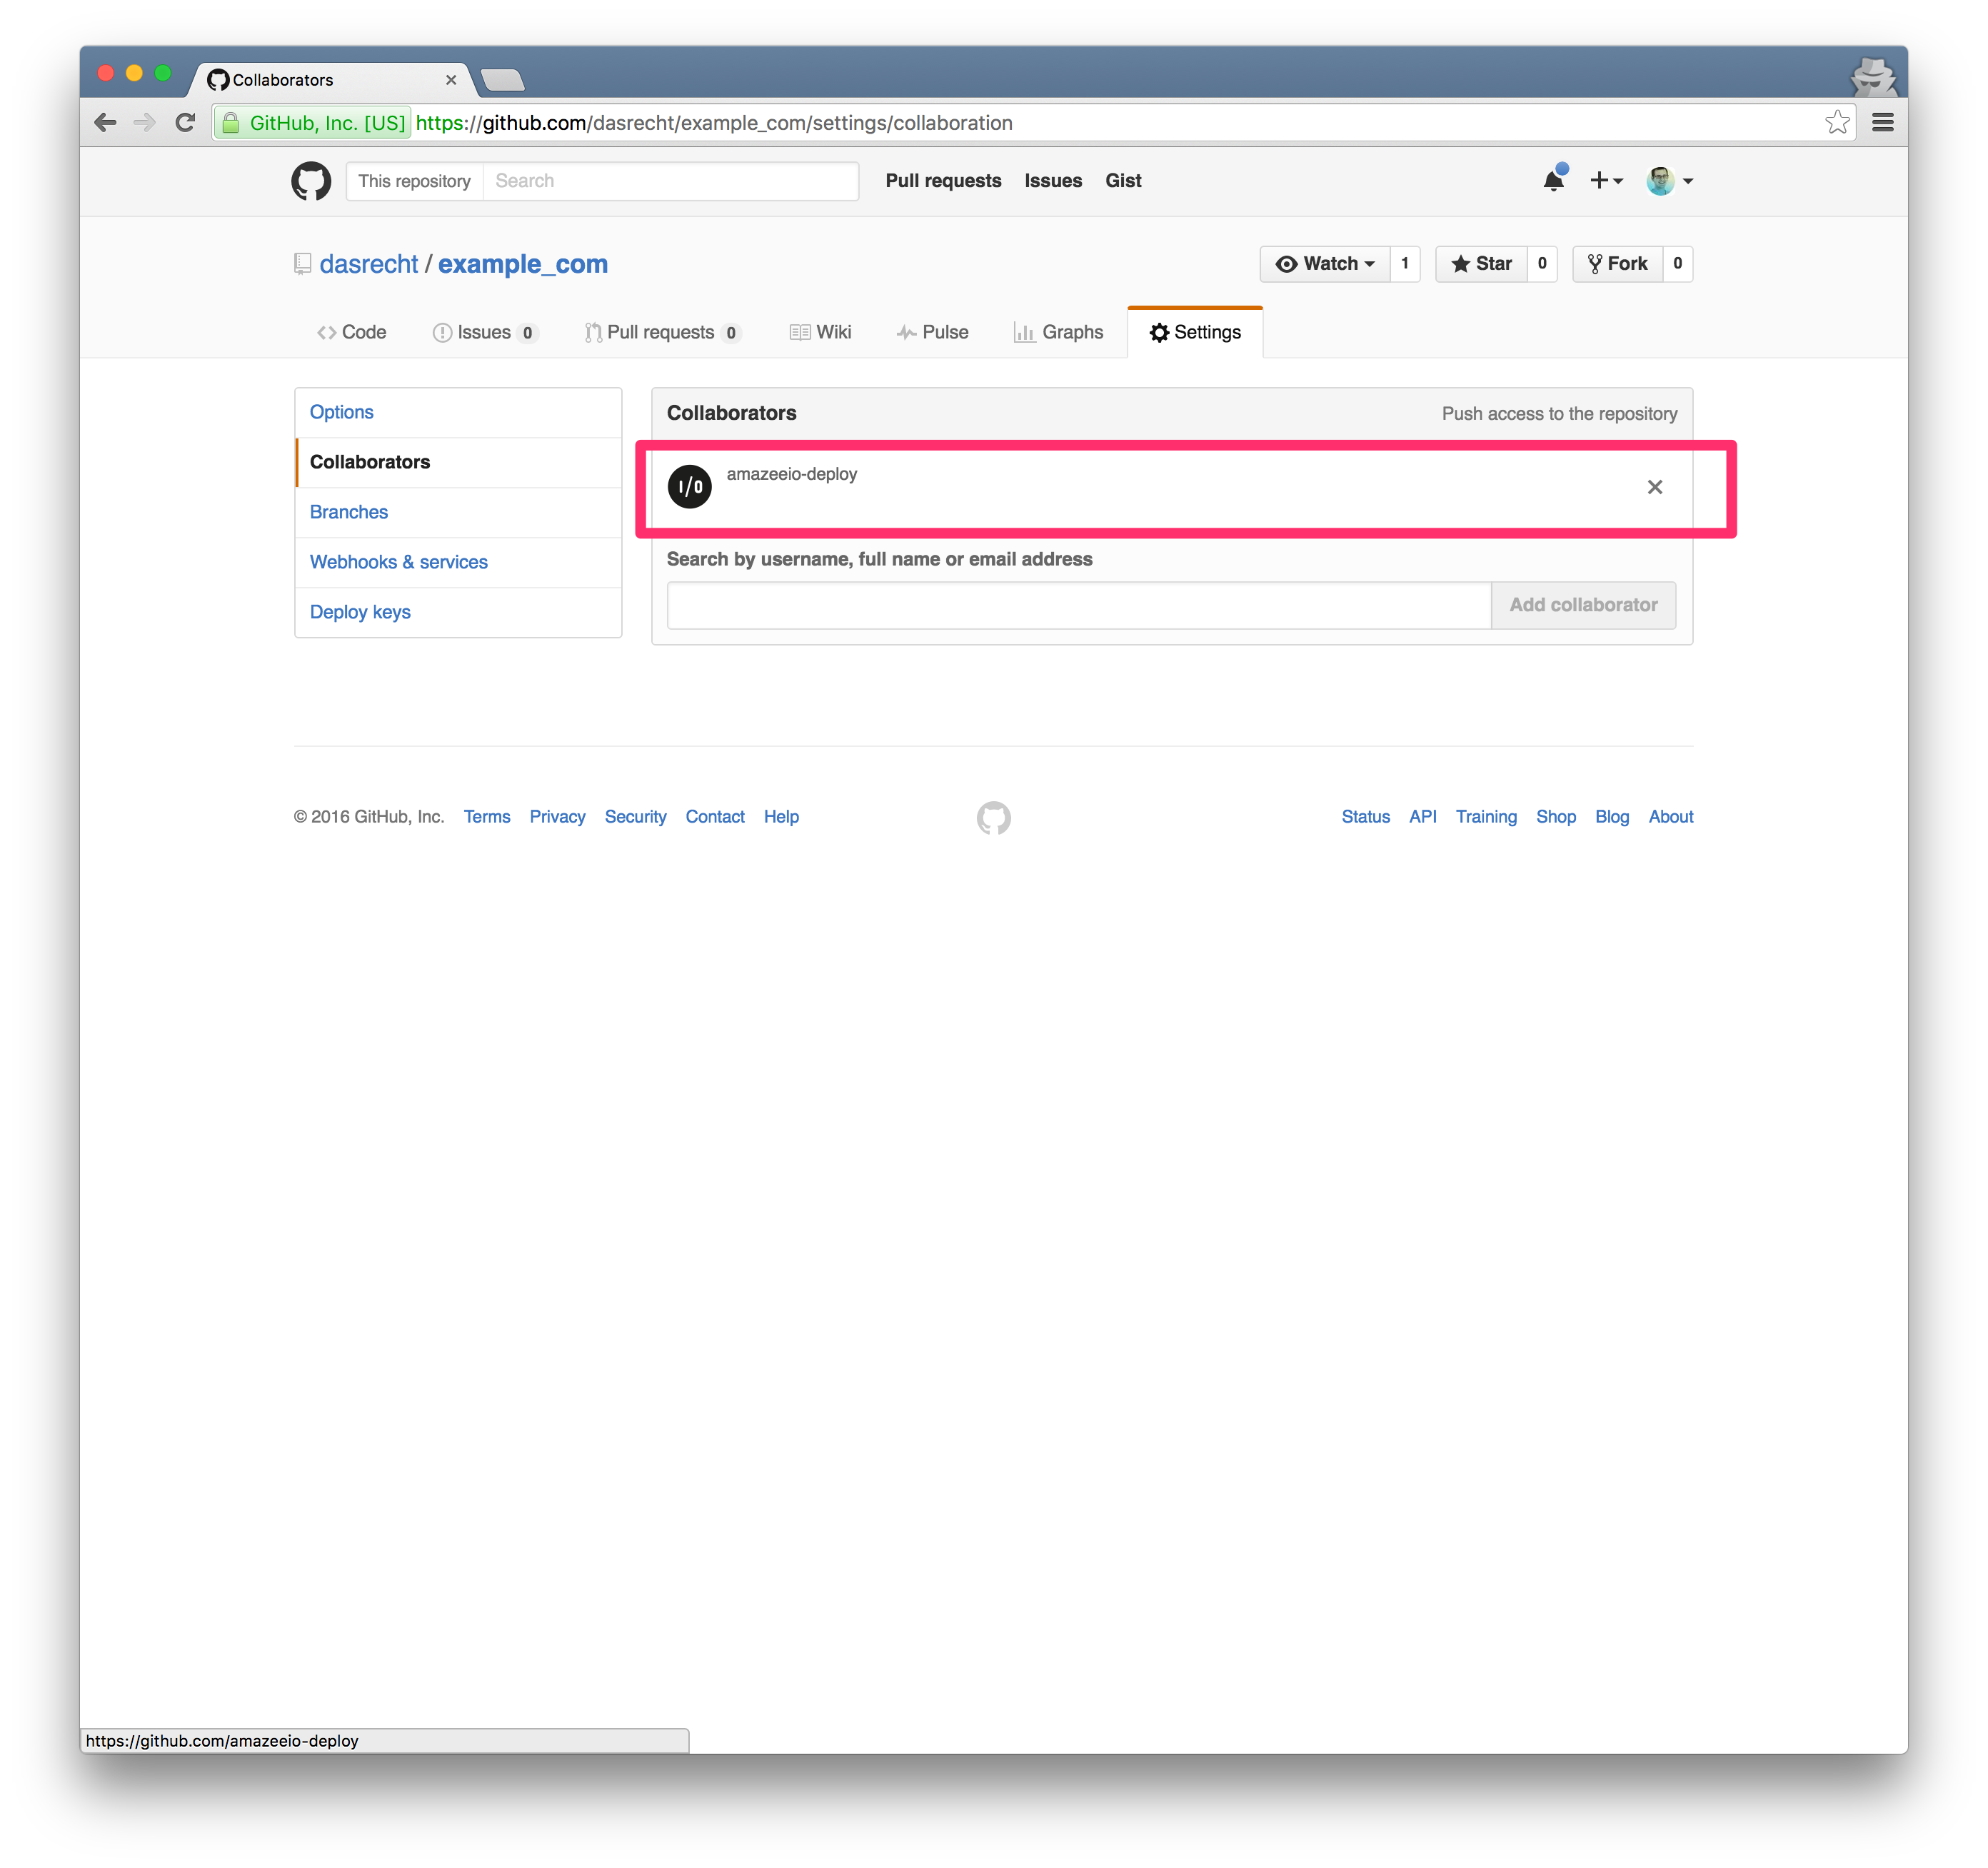 Collaborators
GitHub, Inc. [US] https://github.com/dasrecht/example_com/settings/collaboration
This repository Search Pull requests Issues Gist
dasrecht / example_com Watch 1 Star 0 Fork 0
Code Issues 0 Pull requests 0 Wiki Pulse Graphs Settings
Options
Collaborators
Branches
Webhooks & services
Deploy keys
Collaborators Push access to the repository
I/O amazeeio-deploy
Search by username, full name or email address
Add collaborator
© 2016 GitHub, Inc. Terms Privacy Security Contact Help Status API Training Shop Blog About
https://github.com/amazeeio-deploy